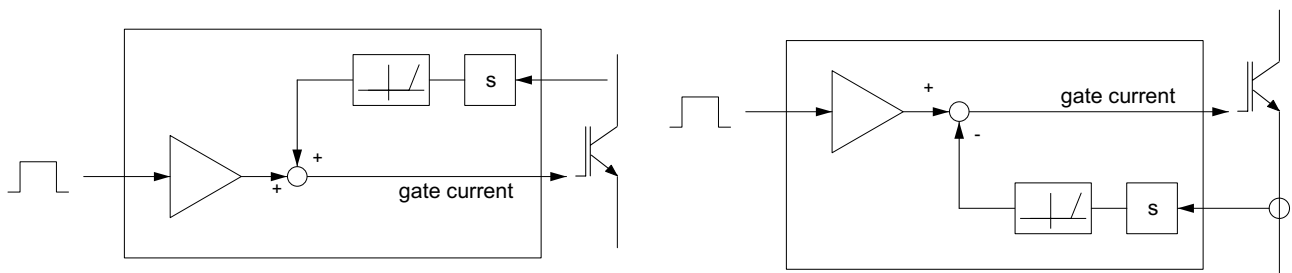 s
+
+
gate current
+
gate current
-
s